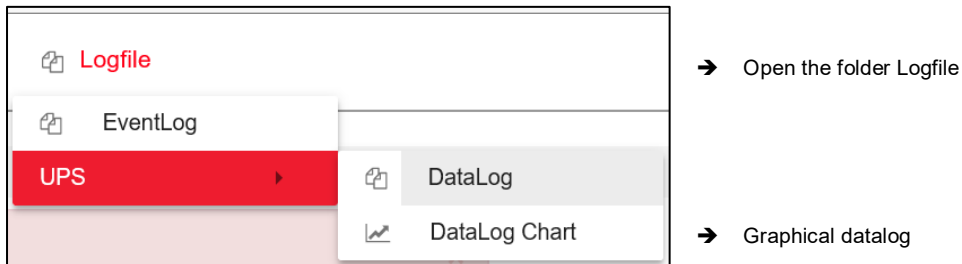 Logfile
➔ Open the folder Logfile
EventLog
UPS
DataLog
DataLog Chart
➔ Graphical datalog